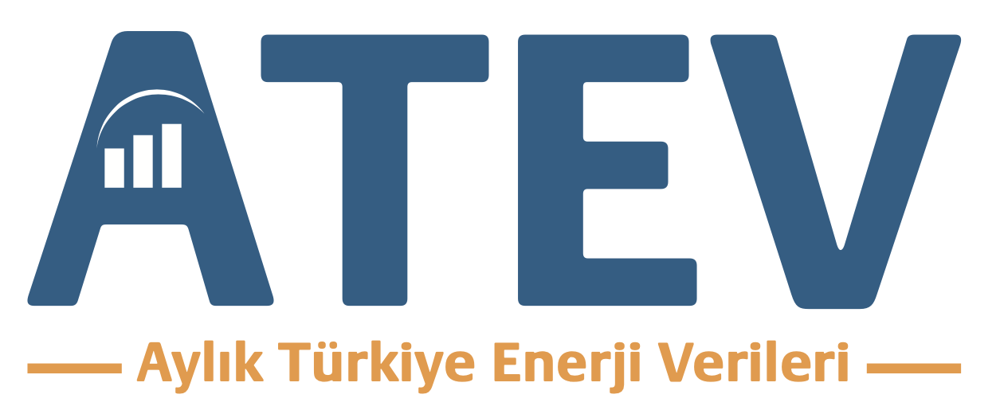 ATEV
Aylık Türkiye Enerji Verileri